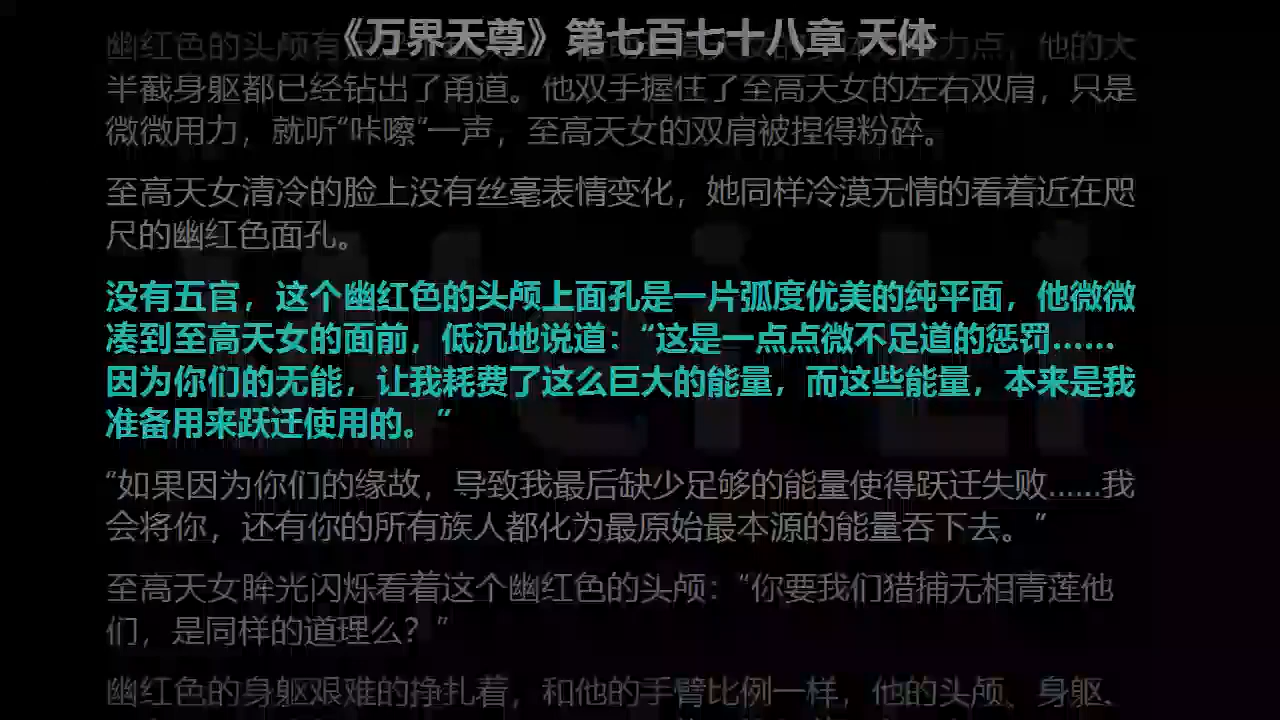 《万界天尊》第七百七十八章 天体
幽红色的头颅有
力点，他的大
半截身躯都已经钻出了甬道。他双手握住了至高天女的左右双肩，只是
微微用力，就听“咔嚓”一声，至高天女的双肩被捏得粉碎。
至高天女清冷的脸上没有丝毫表情变化，她同样冷漠无情的看着近在咫
尺的幽红色面孔。
没有五官，这个幽红色的头颅上面孔是一片弧度优美的纯平面，他微微
凑到至高天女的面前，低沉地说道：“这是一点点微不足道的惩罚……
因为你们的无能，让我耗费了这么巨大的能量，而这些能量，本来是我
准备用来跃迁使用的。”
“如果因为你们的缘故，导致我最后缺少足够的能量使得跃迁失败……我
会将你，还有你的所有族人都化为最原始最本源的能量吞下去。”
至高天女眸光闪烁看着这个幽红色的头颅：“你要我们猎捕无相青莲他
们，是同样的道理么？”
幽红色的身躯艰难的挣扎着，和他的手臂比例一样，他的头颅、身躯、